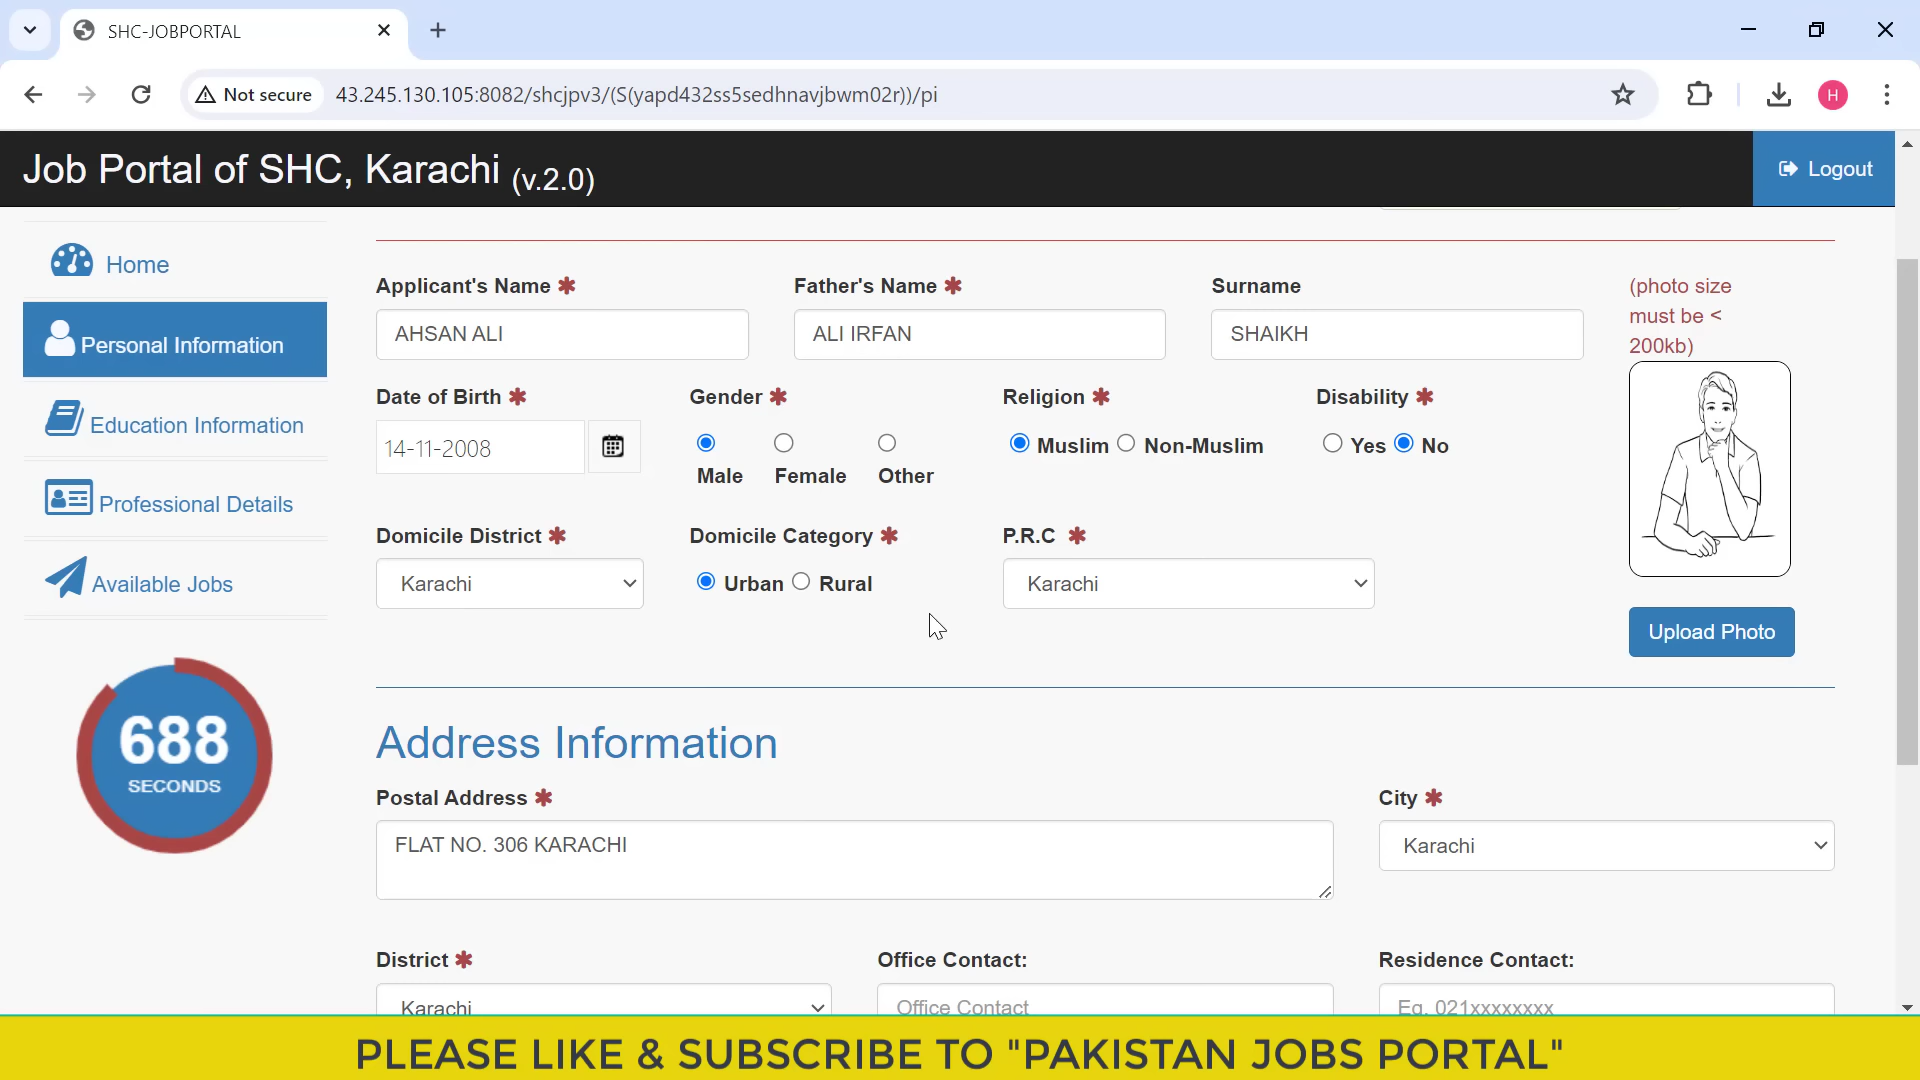 SHC-JOBPORTAL
Not secure
43.245.130.105:8082/shcjpv3/(S(yapd432ss5sedhnavjbwm02r))/pi
H
Job Portal of SHC, Karachi (v.2.0)
Logout
Home
Personal Information
Education Information
Professional Details
Available Jobs
688
SECONDS
Applicant's Name *
Father's Name *
Surname
AHSAN ALI
ALI IRFAN
SHAIKH
(photo size
must be <
200kb)
Date of Birth *
Gender *
Religion *
Disability *
14-11-2008
Male
Female
Other
Muslim
Non-Muslim
Yes
No
Domicile District *
Domicile Category *
P.R.C *
Karachi
Urban
Rural
Karachi
Upload Photo
Address Information
Postal Address *
City *
FLAT NO. 306 KARACHI
Karachi
District *
Office Contact:
Residence Contact:
Karachi
Office Contact
Eg. 021xxxxxxxx
PLEASE LIKE & SUBSCRIBE TO "PAKISTAN JOBS PORTAL"